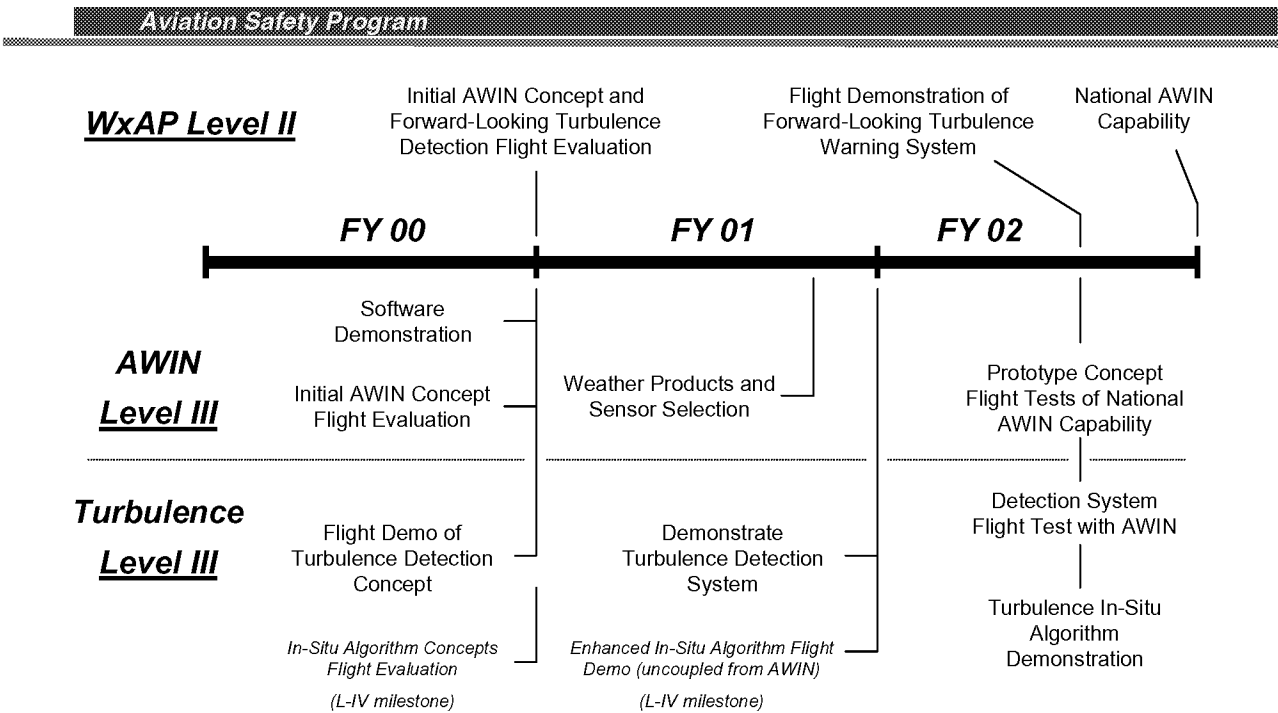 Aviation Safety Program
WxAP Level II
Initial AWIN Concept and
Forward-Looking Turbulence
Detection Flight Evaluation
Flight Demonstration of
Forward-Looking Turbulence
Warning System
National AWIN
Capability
FY 00
FY 01
FY 02
AWIN
Level III
Software
Demonstration
Initial AWIN Concept
Flight Evaluation
Weather Products and
Sensor Selection
Prototype Concept
Flight Tests of National
AWIN Capability
Turbulence
Level III
Flight Demo of
Turbulence Detection
Concept
Demonstrate
Turbulence Detection
System
Detection System
Flight Test with AWIN
In-Situ Algorithm Concepts
Flight Evaluation
(L-IV milestone)
Enhanced In-Situ Algorithm Flight
Demo (uncoupled from AWIN)
(L-IV milestone)
Turbulence In-Situ
Algorithm
Demonstration